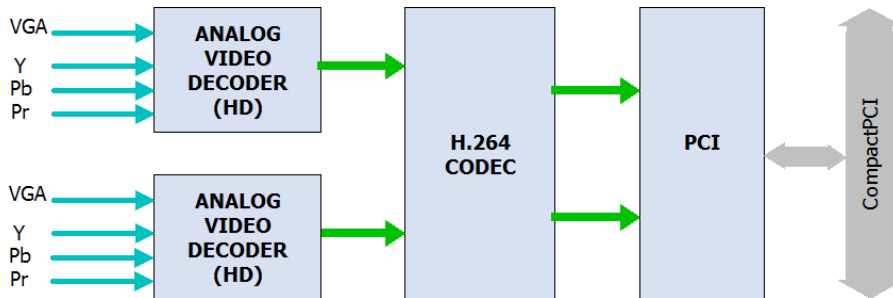 VGA
Y
Pb
Pr
ANALOG
VIDEO
DECODER
(HD)
VGA
Y
Pb
Pr
ANALOG
VIDEO
DECODER
(HD)
H.264
CODEC
PCI
CompactPCI